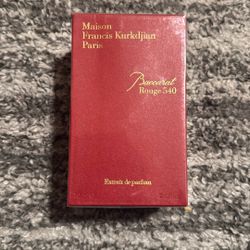 Maison
Francis Kurkdjian
Paris
Baccarat
Rouge 540
Extrait de parfum